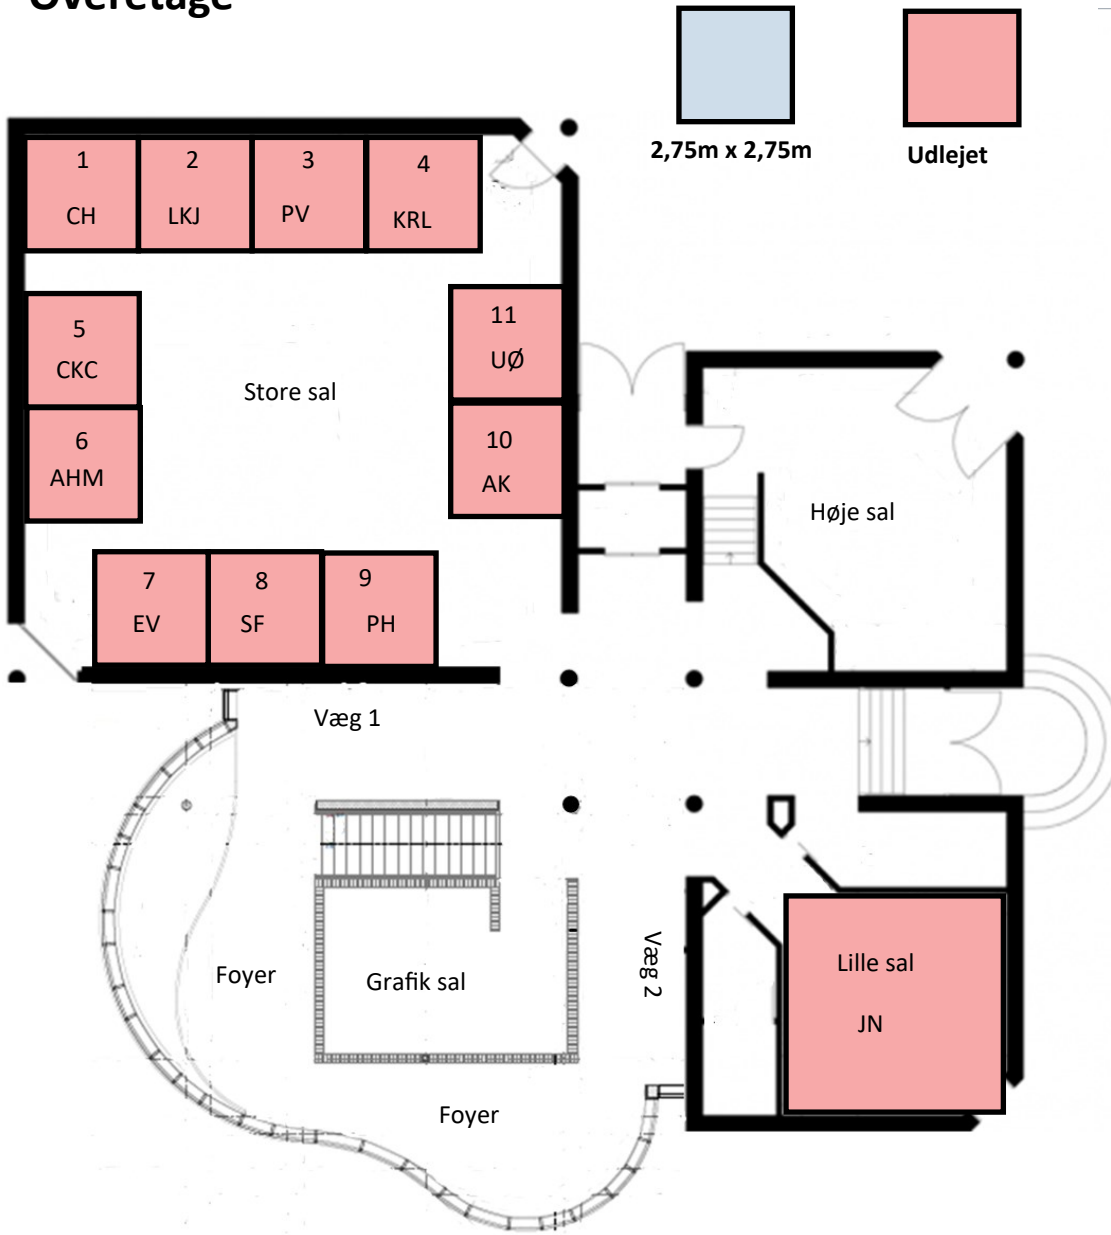 Overetage
2,75m x 2,75m
Udlejet
1
CH
2
LKJ
3
PV
4
KRL
5
CKC
6
AHM
Store sal
11
UØ
10
AK
7
EV
8
SF
9
PH
Høje sal
Væg 1
Foyer
Grafik sal
Væg 2
Lille sal
JN
Foyer